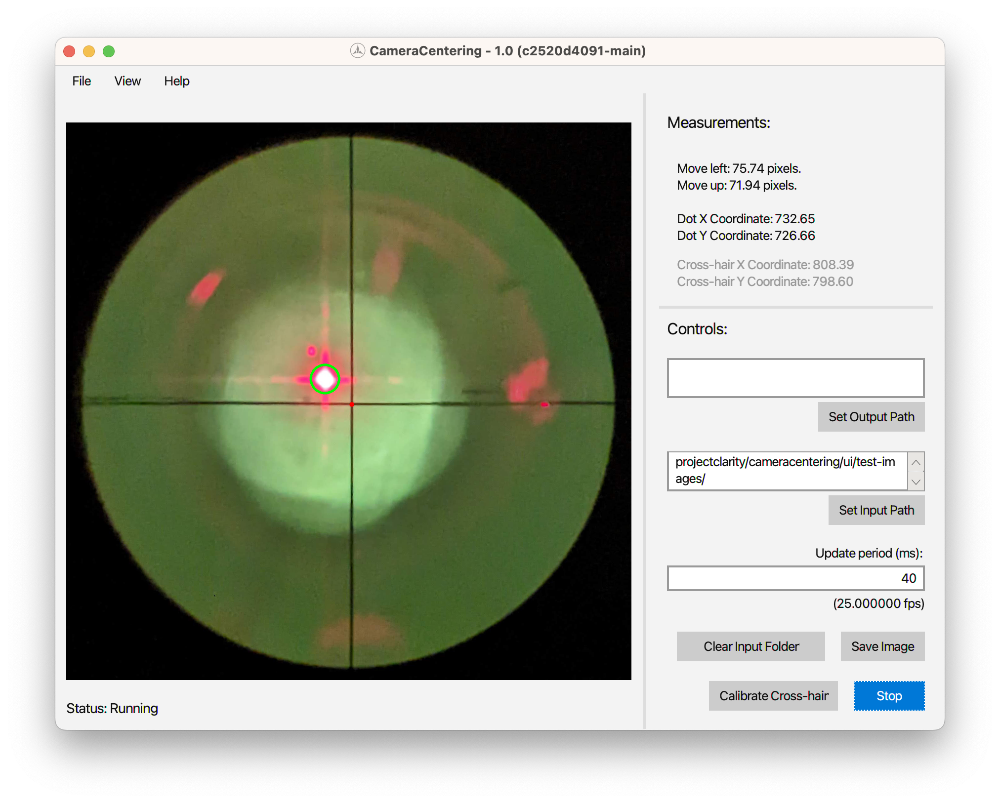 CameraCentering - 1.0 (c2520d4091-main)
File View Help
Measurements:
Move left: 75.74 pixels.
Move up: 71.94 pixels.
Dot X Coordinate: 732.65
Dot Y Coordinate: 726.66
Cross-hair X Coordinate: 808.39
Cross-hair Y Coordinate: 798.60
Controls:
Set Output Path
projectclarity/cameracentering/ui/test-im
ages/
Set Input Path
Update period (ms):
40
(25.000000 fps)
Clear Input Folder Save Image
Calibrate Cross-hair Stop
Status: Running